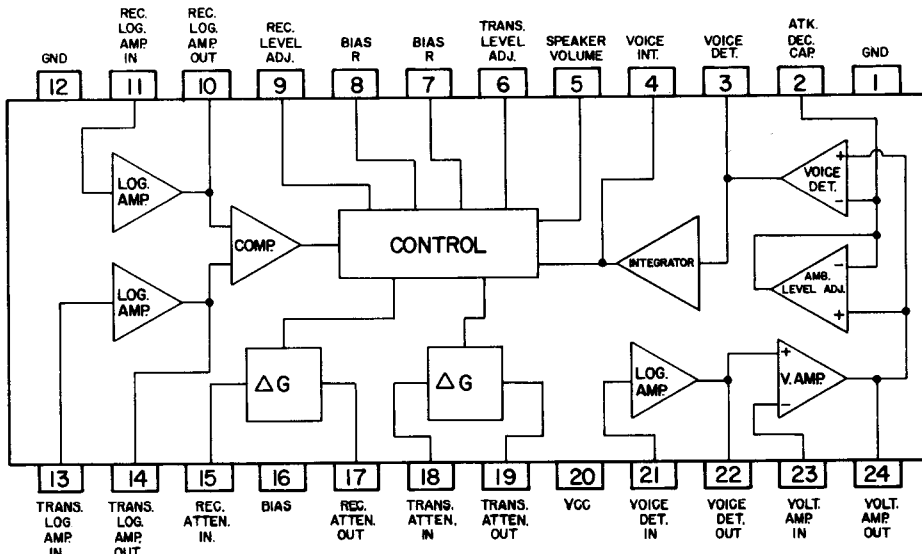 GND
REC.
LOG.
AMP.
IN
REC.
LOG.
AMP.
OUT
REC.
LEVEL
ADJ.
BIAS
R
BIAS
R
TRANS.
LEVEL
ADJ.
SPEAKER
VOLUME
VOICE
INT.
VOICE
DET.
ATK.
DEC.
CAP.
GND
12
11
10
9
8
7
6
5
4
3
2
1
LOG.
AMP.
COMP.
CONTROL
INTEGRATOR
+
VOICE
DET.
-
LOG.
AMP.
-
AMB.
LEVEL ADJ.
+
ΔG
ΔG
LOG.
AMP.
+
V. AMP.
-
13
14
15
16
17
18
19
20
21
22
23
24
TRANS.
LOG
AMP.
IN
TRANS.
LOG.
AMP.
OUT
REC.
ATTEN.
IN.
BIAS
REC.
ATTEN.
OUT
TRANS.
ATTEN.
IN
TRANS.
ATTEN.
OUT
VCC
VOICE
DET.
IN
VOICE
DET.
OUT
VOLT.
AMP.
IN
VOLT.
AMP.
OUT